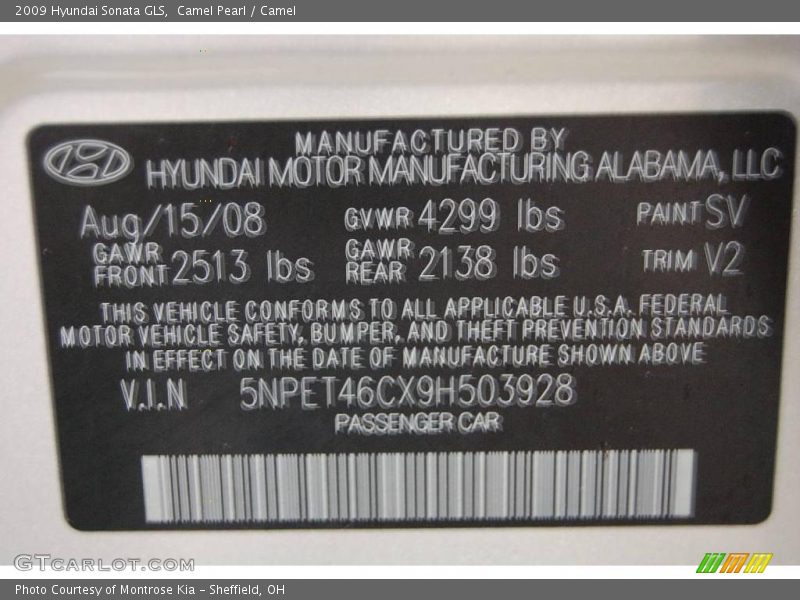 2009 Hyundai Sonata GLS,  Camel Pearl / Camel
MANUFACTURED BY
HYUNDAI MOTOR MANUFACTURING ALABAMA, LLC
Aug/15/08 GVWR 4299 lbs PAINT SV
GAWR FRONT 2513 lbs GAWR REAR 2138 lbs TRIM V2
THIS VEHICLE CONFORMS TO ALL APPLICABLE U.S.A. FEDERAL
MOTOR VEHICLE SAFETY, BUMPER, AND THEFT PREVENTION STANDARDS
IN EFFECT ON THE DATE OF MANUFACTURE SHOWN ABOVE
V.I.N 5NPET46CX9H503928
PASSENGER CAR
GTCARLOT.COM
Photo Courtesy of Montrose Kia - Sheffield, OH